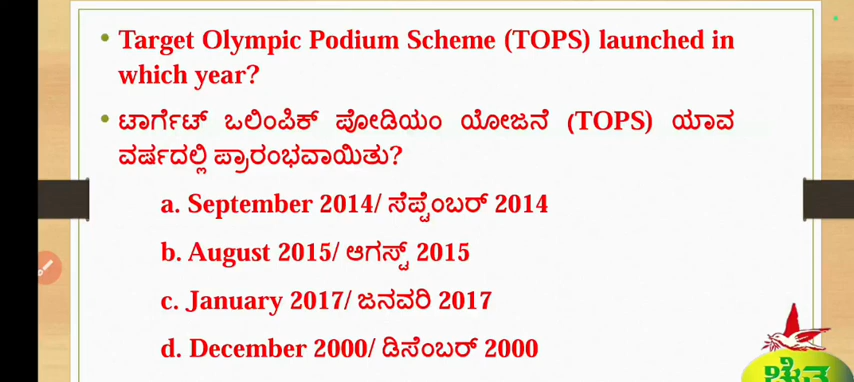 • Target Olympic Podium Scheme (TOPS) launched in
which year?
• ಟಾರ್ಗೆಟ್ ಒಲಿಂಪಿಕ್ ಪೋಡಿಯಂ ಯೋಜನೆ (TOPS) ಯಾವ
ವರ್ಷದಲ್ಲಿ ಪ್ರಾರಂಭವಾಯಿತು?
a. September 2014/ ಸೆಪ್ಟೆಂಬರ್ 2014
b. August 2015/ ಆಗಸ್ಟ್ 2015
c. January 2017/ ಜನವರಿ 2017
d. December 2000/ ಡಿಸೆಂಬರ್ 2000